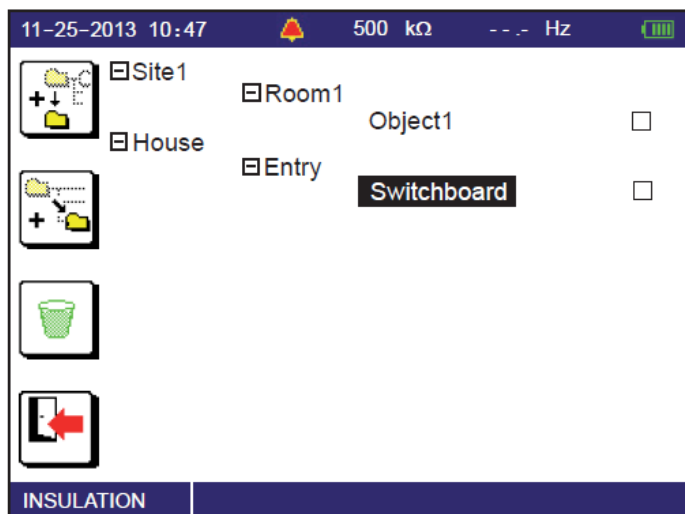 11-25-2013 10:47 500 kΩ - - .- Hz
Site1
Room1
Object1
House
Entry
Switchboard
INSULATION